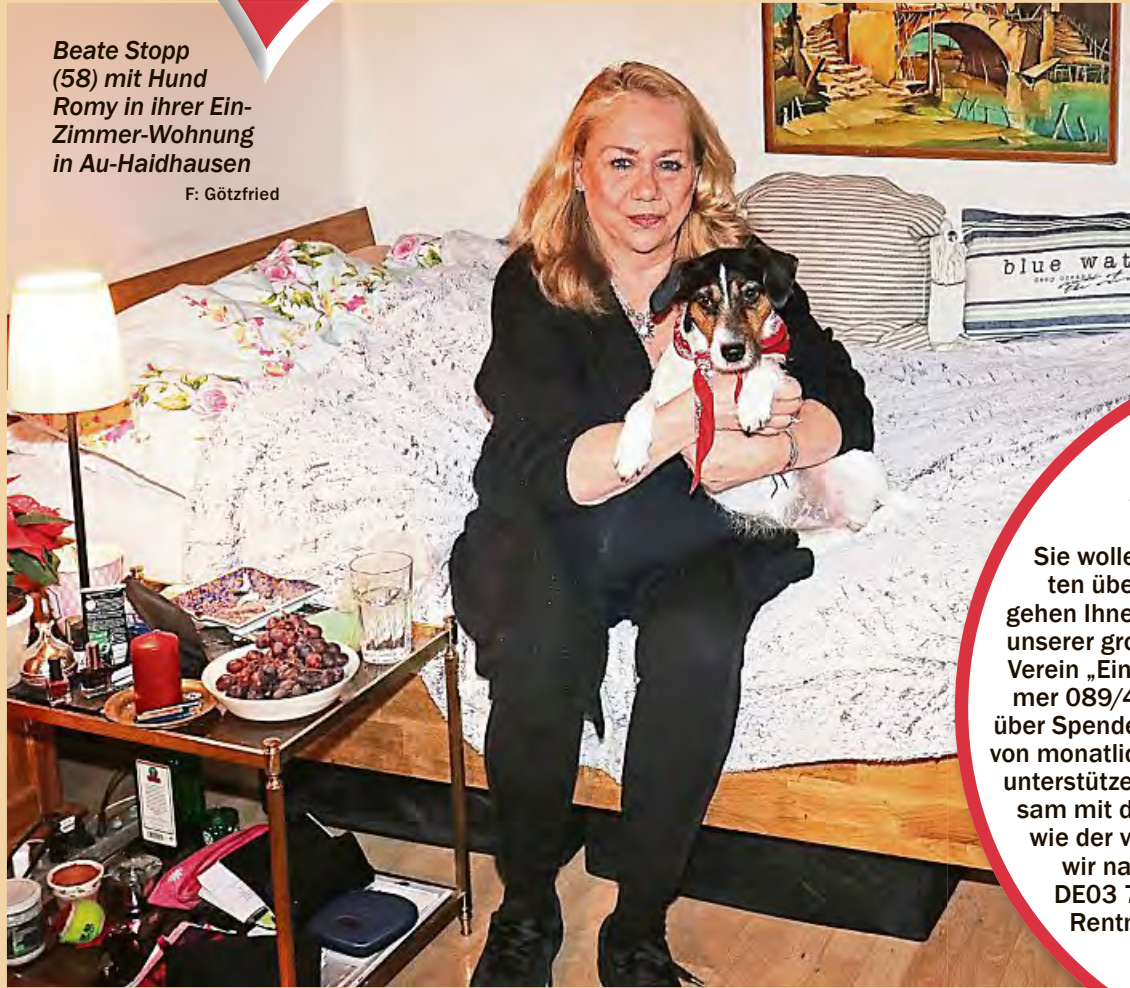 Beate Stopp
(58) mit Hund
Romy in ihrer Ein-
Zimmer-Wohnung
in Au-Haidhausen
F: Götzfried
blue wat
Sie wolle
ten übe
gehen Ihne
unserer gro
Verein „Ein
mer 089/4
über Spende
von monatlic
unterstütze
sam mit d
wie der v
wir na
DE03 7
Rentn